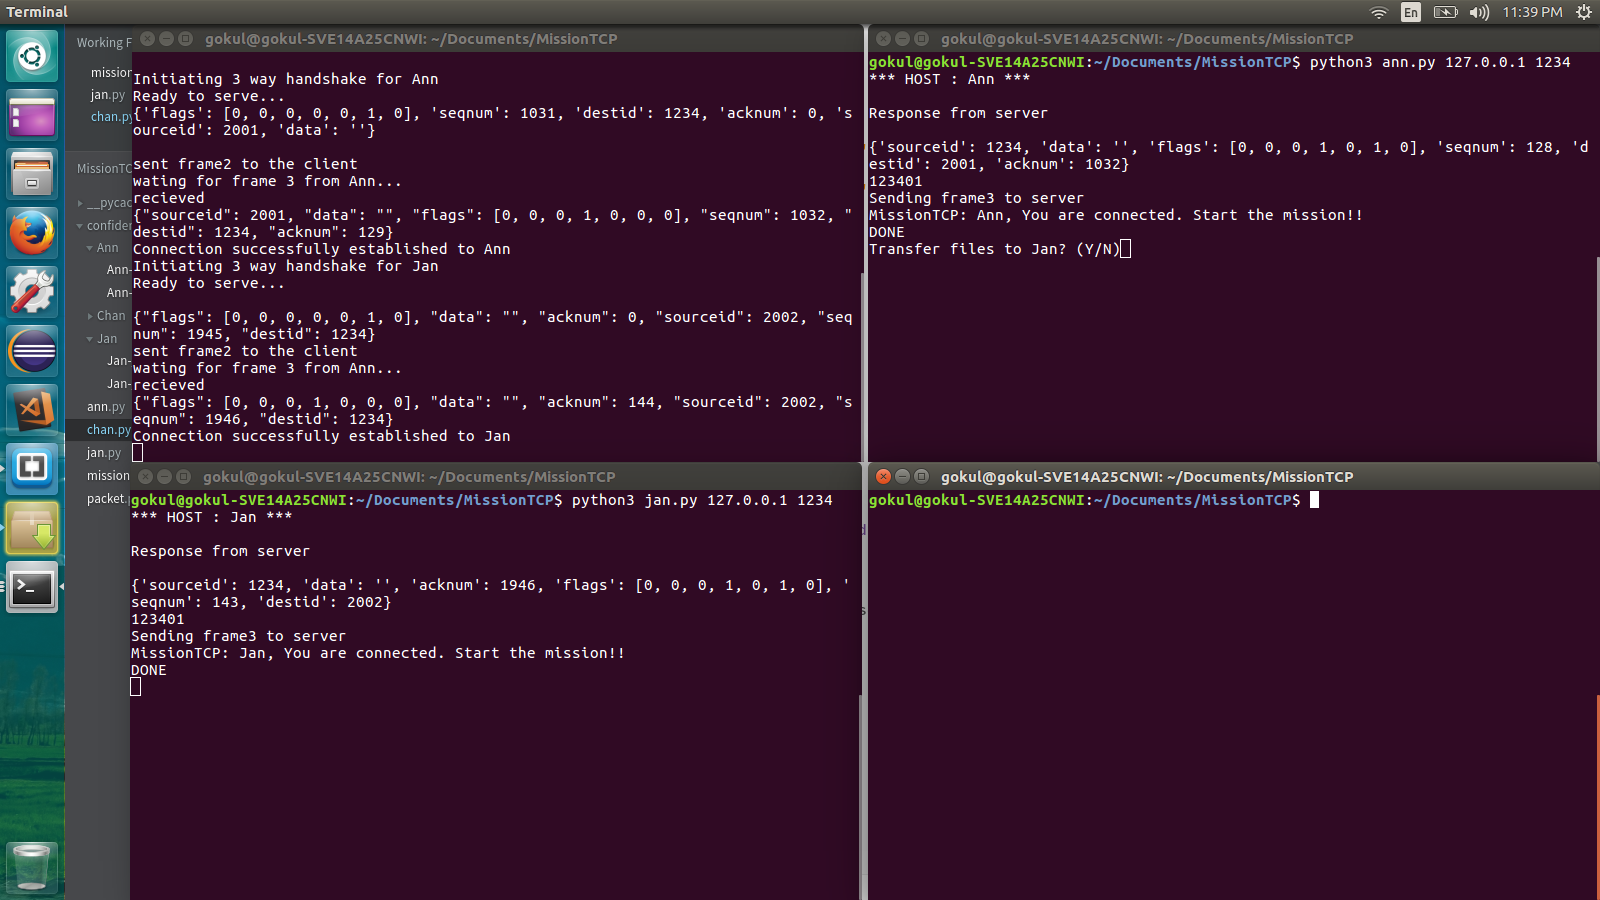 Terminal
En
11:39 PM
Working F
mission
jan.py
chan.py
MissionTC
__pycac
confiden
Ann
Ann-
Ann-
Chan
Jan
Jan-
Jan-
ann.py
chan.py
jan.py
mission
packet.
gokul@gokul-SVE14A25CNWI: ~/Documents/MissionTCP
Initiating 3 way handshake for Ann
Ready to serve...
{'flags': [0, 0, 0, 0, 0, 1, 0], 'seqnum': 1031, 'destid': 1234, 'acknum': 0, 's
ourceid': 2001, 'data': ''}
sent frame2 to the client
wating for frame 3 from Ann...
recieved
{"sourceid": 2001, "data": "", "flags": [0, 0, 0, 1, 0, 0, 0], "seqnum": 1032, "
destid": 1234, "acknum": 129}
Connection successfully established to Ann
Initiating 3 way handshake for Jan
Ready to serve...
{"flags": [0, 0, 0, 0, 0, 1, 0], "data": "", "acknum": 0, "sourceid": 2002, "seq
num": 1945, "destid": 1234}
sent frame2 to the client
wating for frame 3 from Ann...
recieved
{"flags": [0, 0, 0, 1, 0, 0, 0], "data": "", "acknum": 144, "sourceid": 2002, "s
eqnum": 1946, "destid": 1234}
Connection successfully established to Jan
gokul@gokul-SVE14A25CNWI: ~/Documents/MissionTCP
gokul@gokul-SVE14A25CNWI:~/Documents/MissionTCP$ python3 ann.py 127.0.0.1 1234
*** HOST : Ann ***
Response from server
{'sourceid': 1234, 'data': '', 'flags': [0, 0, 0, 1, 0, 1, 0], 'seqnum': 128, 'd
estid': 2001, 'acknum': 1032}
123401
Sending frame3 to server
MissionTCP: Ann, You are connected. Start the mission!!
DONE
Transfer files to Jan? (Y/N)
gokul@gokul-SVE14A25CNWI: ~/Documents/MissionTCP
gokul@gokul-SVE14A25CNWI:~/Documents/MissionTCP$ python3 jan.py 127.0.0.1 1234
*** HOST : Jan ***
Response from server
{'sourceid': 1234, 'data': '', 'acknum': 1946, 'flags': [0, 0, 0, 1, 0, 1, 0], '
seqnum': 143, 'destid': 2002}
123401
Sending frame3 to server
MissionTCP: Jan, You are connected. Start the mission!!
DONE
gokul@gokul-SVE14A25CNWI: ~/Documents/MissionTCP
gokul@gokul-SVE14A25CNWI:~/Documents/MissionTCP$